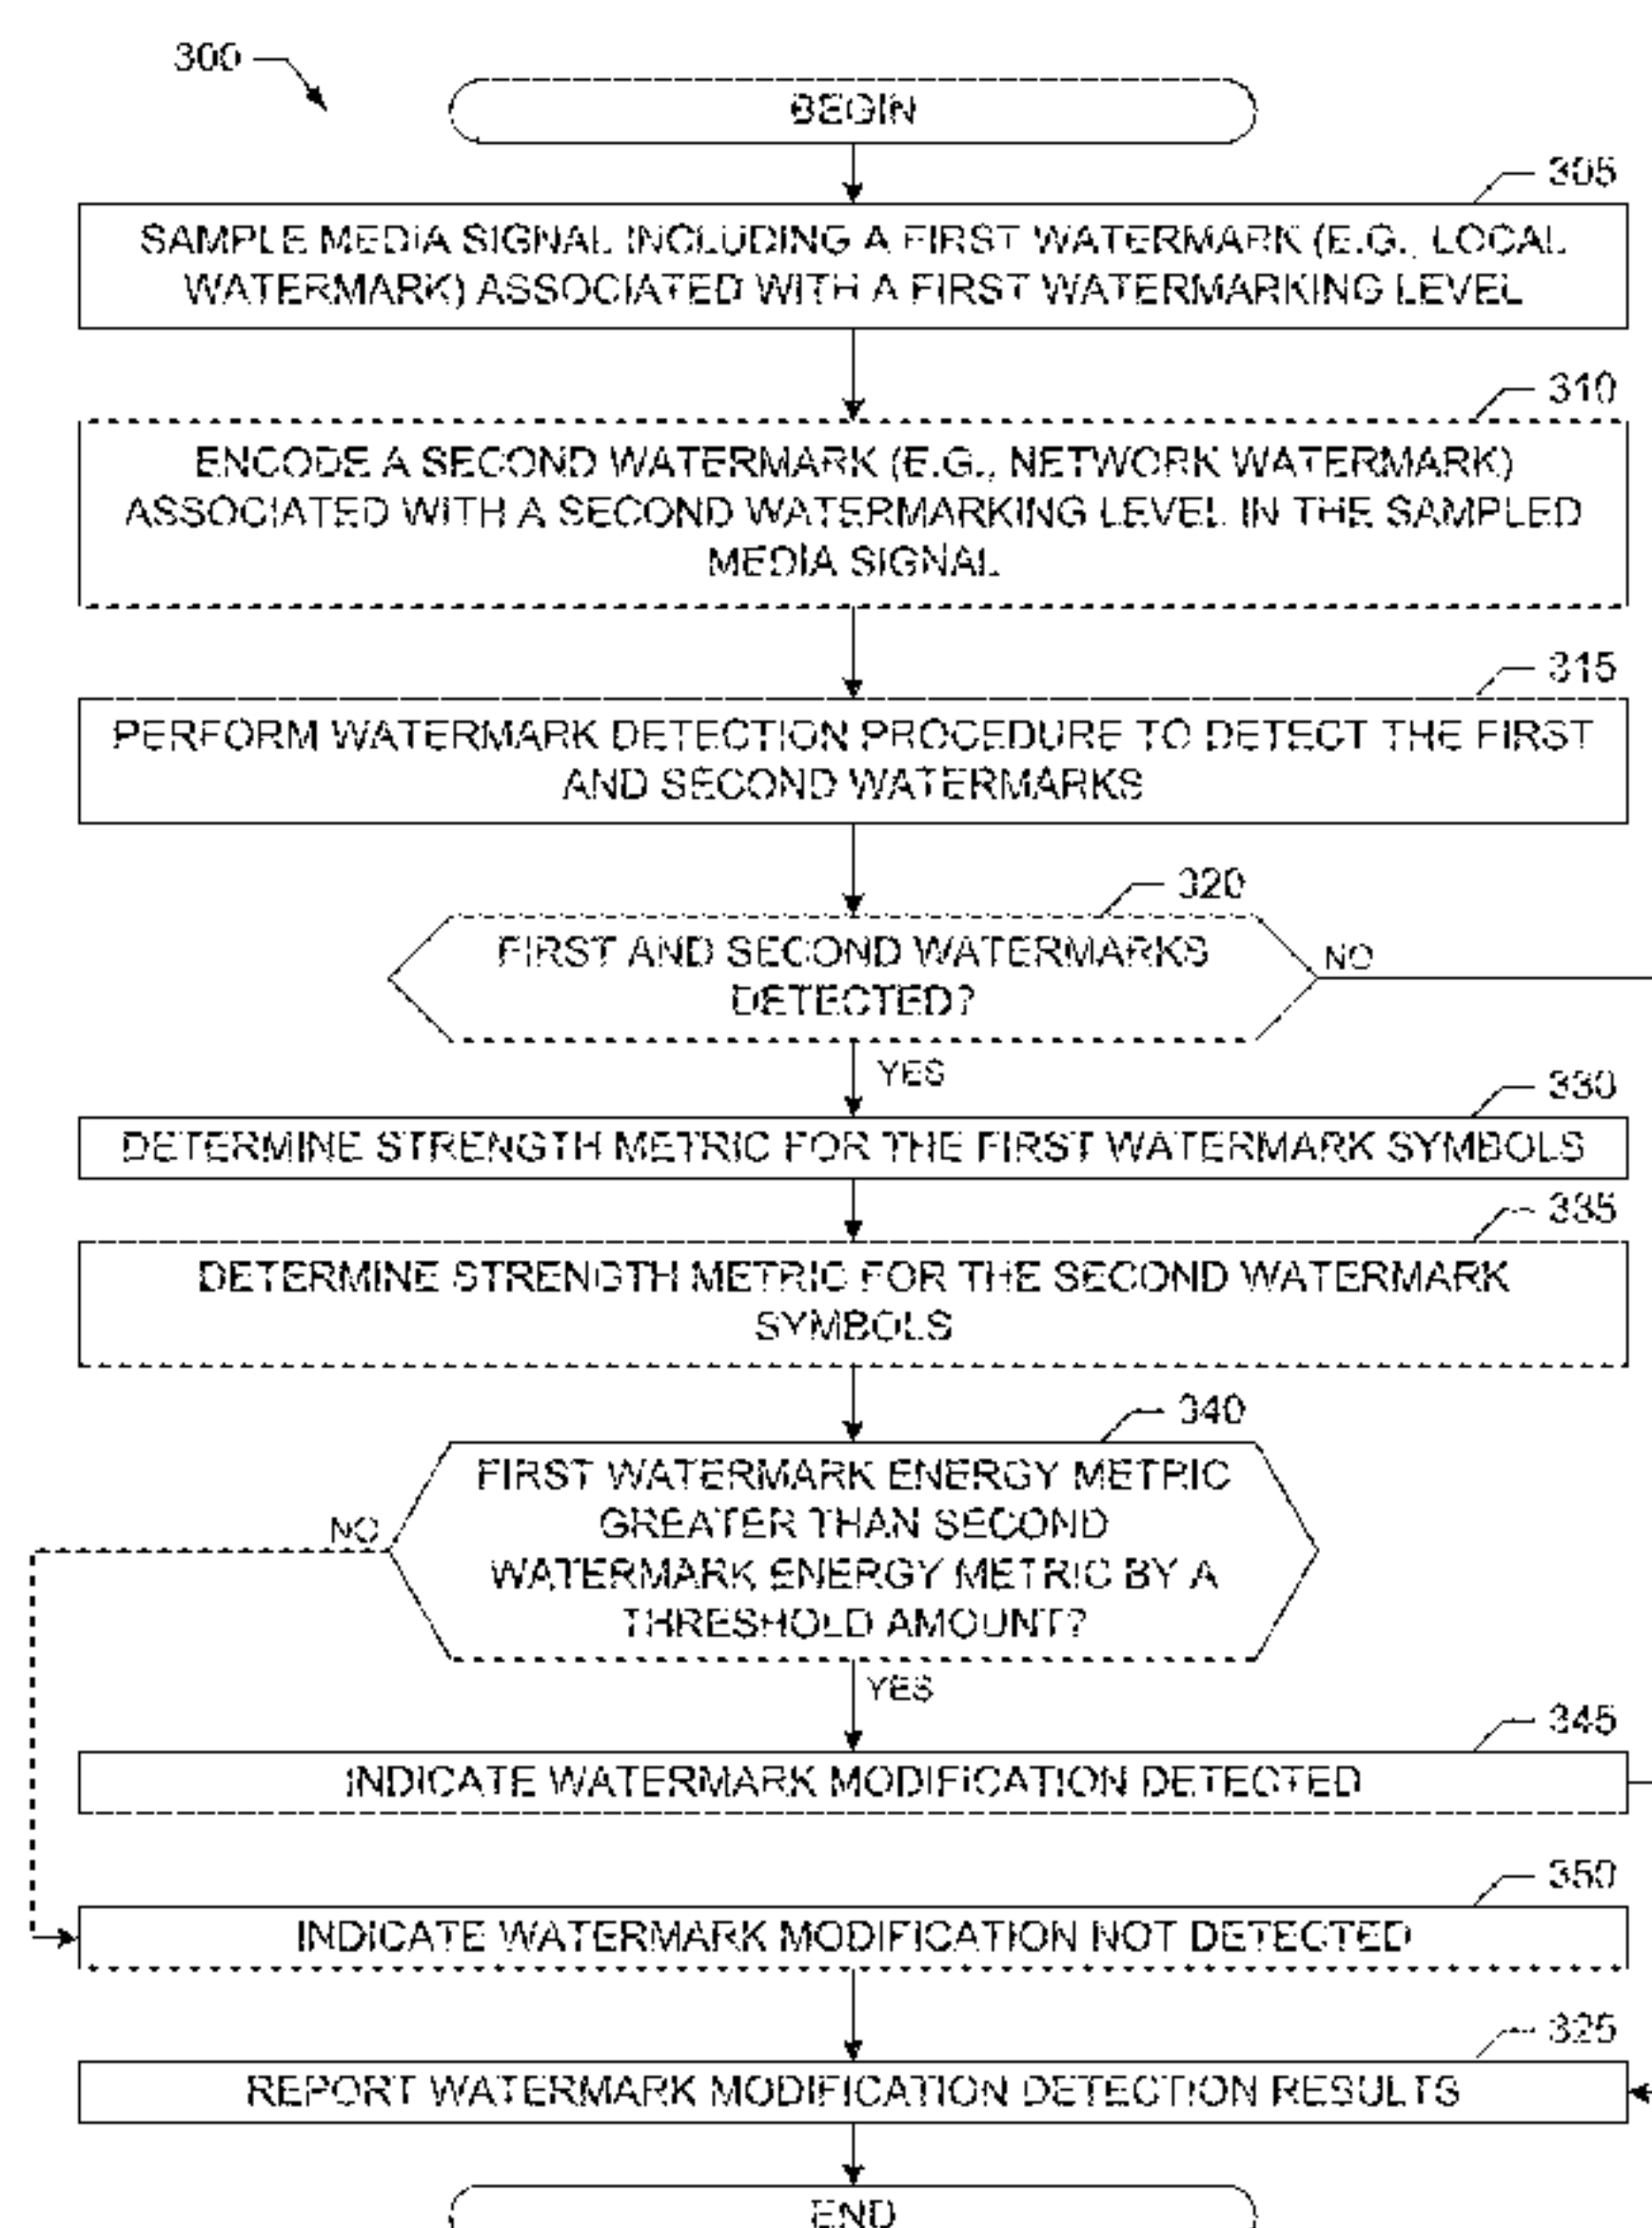 300
BEGIN
305
SAMPLE MEDIA SIGNAL INCLUDING A FIRST WATERMARK (E.G., LOCAL
WATERMARK) ASSOCIATED WITH A FIRST WATERMARKING LEVEL
310
ENCODE A SECOND WATERMARK (E.G., NETWORK WATERMARK)
ASSOCIATED WITH A SECOND WATERMARKING LEVEL IN THE SAMPLED
MEDIA SIGNAL
315
PERFORM WATERMARK DETECTION PROCEDURE TO DETECT THE FIRST
AND SECOND WATERMARKS
320
FIRST AND SECOND WATERMARKS
DETECTED?
NO
YES
330
DETERMINE STRENGTH METRIC FOR THE FIRST WATERMARK SYMBOLS
335
DETERMINE STRENGTH METRIC FOR THE SECOND WATERMARK
SYMBOLS
340
FIRST WATERMARK ENERGY METRIC
GREATER THAN SECOND
WATERMARK ENERGY METRIC BY A
THRESHOLD AMOUNT?
NO
YES
345
INDICATE WATERMARK MODIFICATION DETECTED
350
INDICATE WATERMARK MODIFICATION NOT DETECTED
325
REPORT WATERMARK MODIFICATION DETECTION RESULTS
END